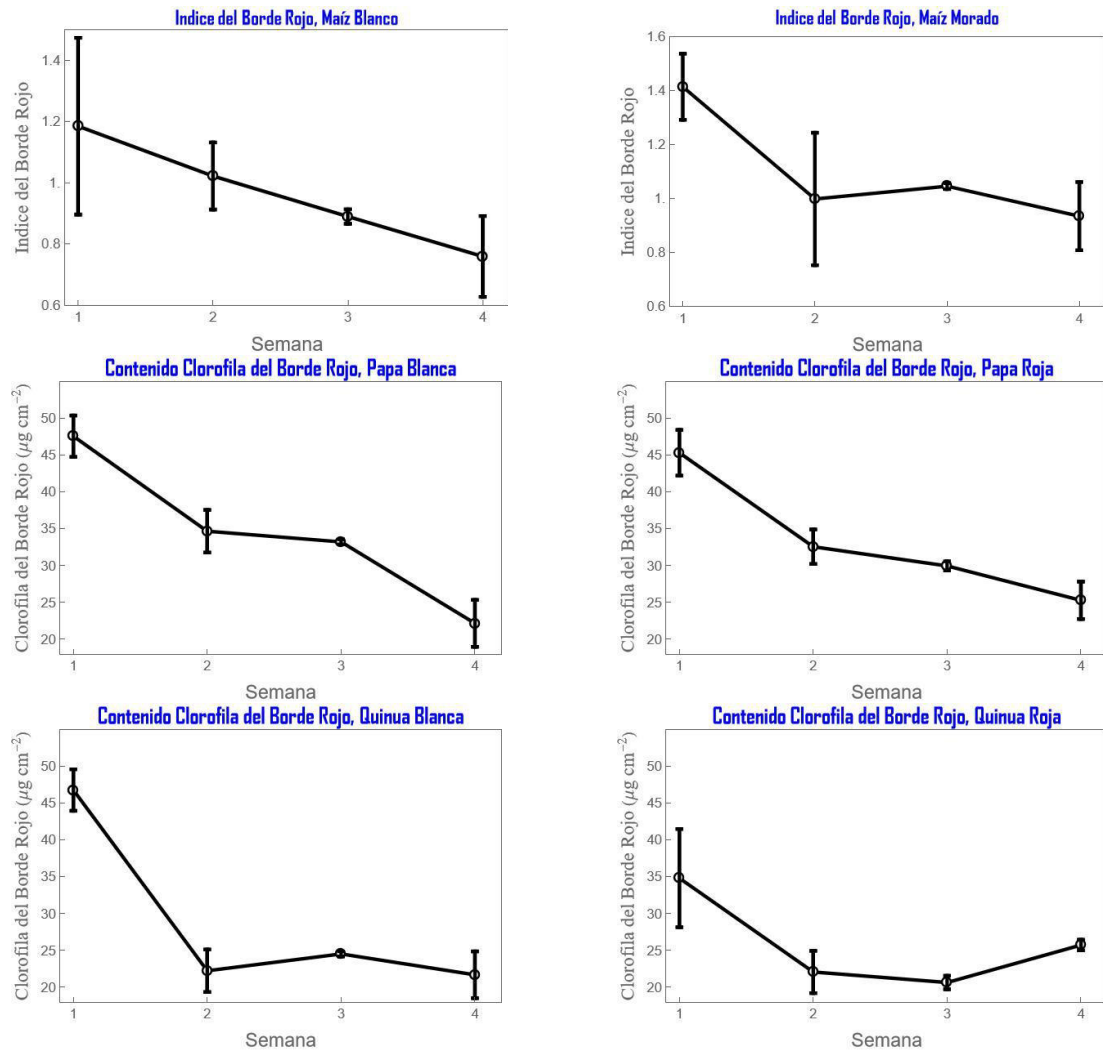 Indice del Borde Rojo, Maíz Blanco
Indice del Borde Rojo
1.4
1.2
1.
0.8
0.6
1 2 3 4
Semana
Indice del Borde Rojo, Maíz Morado
Indice del Borde Rojo
1.6
1.4
1.2
1.
0.8
0.6
1 2 3 4
Semana
Contenido Clorofila del Borde Rojo, Papa Blanca
Clorofila del Borde Rojo (μg cm⁻²)
50
45
40
35
30
25
20
1 2 3 4
Semana
Contenido Clorofila del Borde Rojo, Papa Roja
Clorofila del Borde Rojo (μg cm⁻²)
50
45
40
35
30
25
20
1 2 3 4
Semana
Contenido Clorofila del Borde Rojo, Quinua Blanca
Clorofila del Borde Rojo (μg cm⁻²)
50
45
40
35
30
25
20
1 2 3 4
Semana
Contenido Clorofila del Borde Rojo, Quinua Roja
Clorofila del Borde Rojo (μg cm⁻²)
50
45
40
35
30
25
20
1 2 3 4
Semana